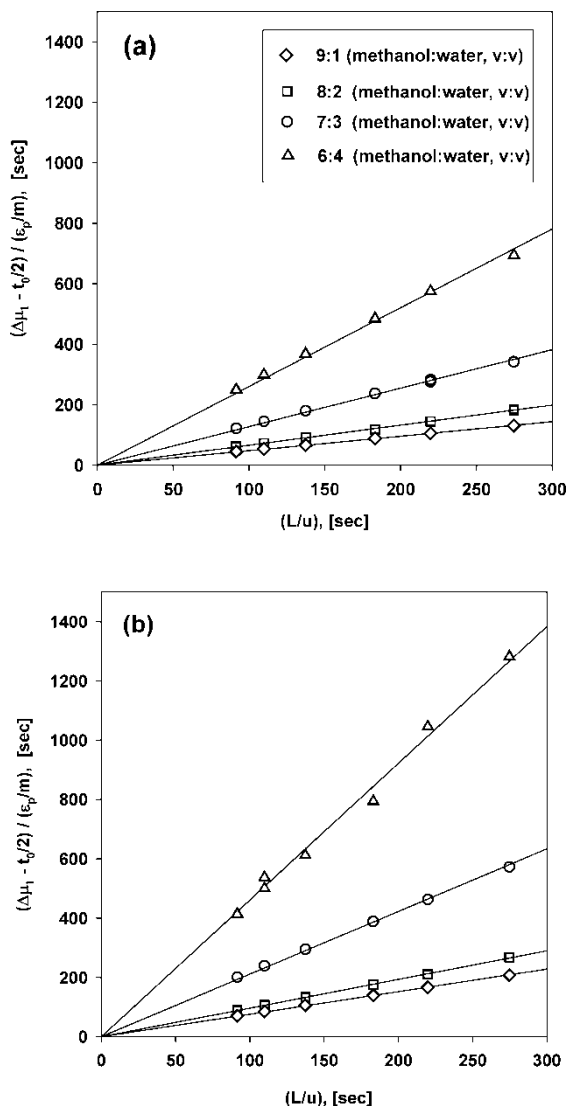 (a)
9:1 (methanol:water, v:v)
8:2 (methanol:water, v:v)
7:3 (methanol:water, v:v)
6:4 (methanol:water, v:v)
(Δμ₁ - t₀/2) / (εₚ/m), [sec]
1400
1200
1000
800
600
400
200
0
0 50 100 150 200 250 300
(L/u), [sec]
(b)
(Δμ₁ - t₀/2) / (εₚ/m), [sec]
1400
1200
1000
800
600
400
200
0
0 50 100 150 200 250 300
(L/u), [sec]